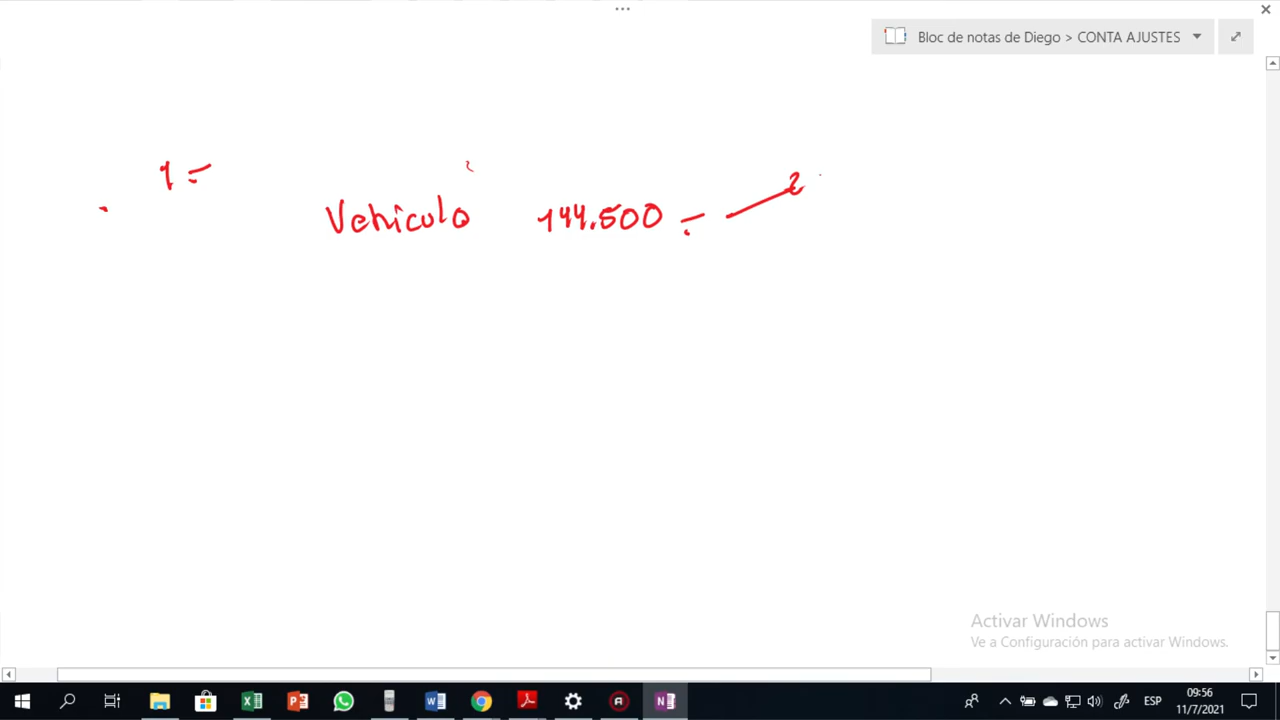 Bloc de notas de Diego > CONTA AJUSTES
1 =
Vehiculo 144.500 
2
Activar Windows
Ve a Configuración para activar Windows.
ESP
09:56
11/7/2021